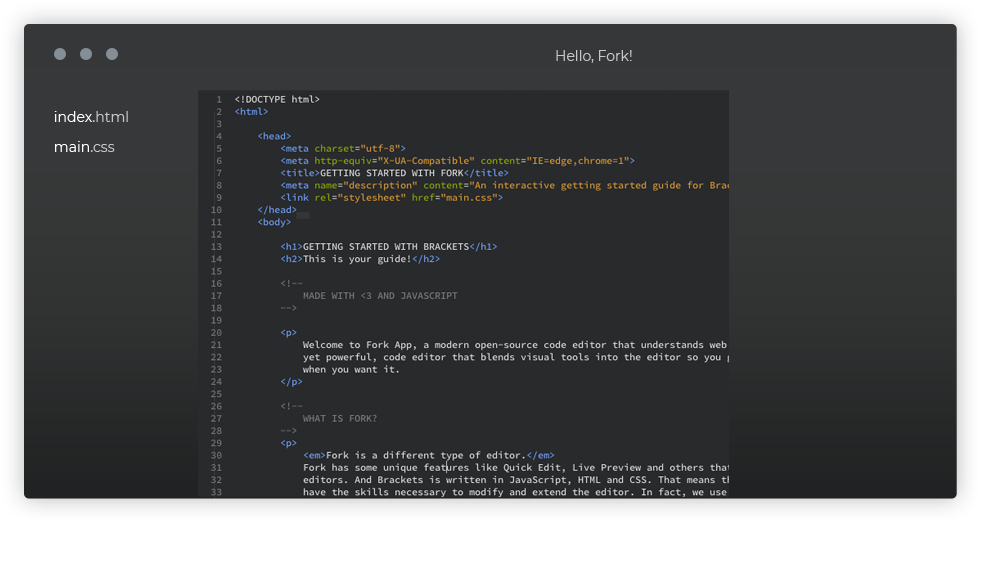 Hello, Fork!
index.html
main.css
1 <!DOCTYPE html>
2 <html>
3
4 <head>
5 <meta charset="utf-8">
6 <meta http-equiv="X-UA-Compatible" content="IE=edge,chrome=1">
7 <title>GETTING STARTED WITH FORK</title>
8 <meta name="description" content="An interactive getting started guide for Brac
9 <link rel="stylesheet" href="main.css">
10 </head>
11 <body>
12
13 <h1>GETTING STARTED WITH BRACKETS</h1>
14 <h2>This is your guide!</h2>
15
16 <!--
17 MADE WITH <3 AND JAVASCRIPT
18 -->
19
20 <p>
21 Welcome to Fork App, a modern open-source code editor that understands web
22 yet powerful, code editor that blends visual tools into the editor so you
23 when you want it.
24 </p>
25
26 <!--
27 WHAT IS FORK?
28 -->
29 <p>
30 <em>Fork is a different type of editor.</em>
31 Fork has some unique features like Quick Edit, Live Preview and others that
32 editors. And Brackets is written in JavaScript, HTML and CSS. That means
33 have the skills necessary to modify and extend the editor. In fact, we use